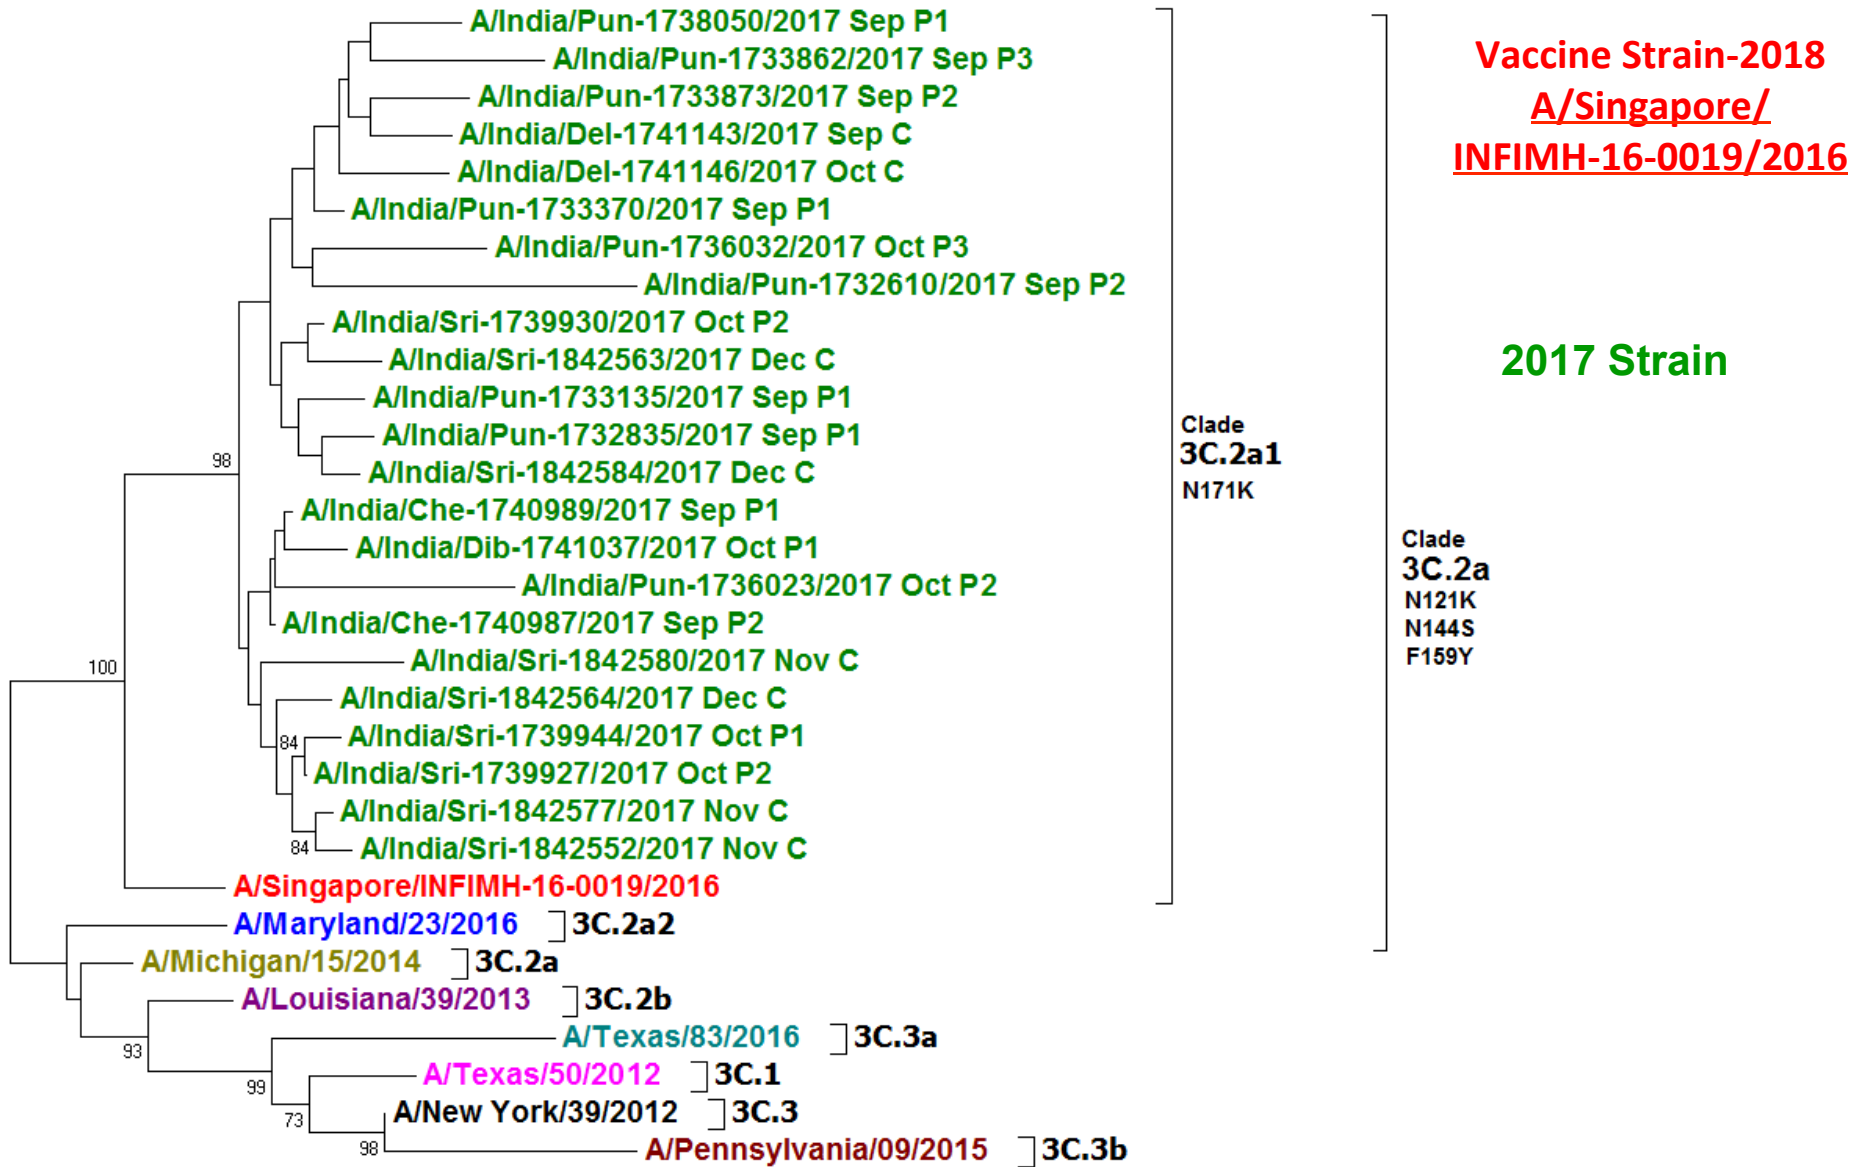 A/India/Pun-1738050/2017 Sep P1
A/India/Pun-1733862/2017 Sep P3
A/India/Pun-1733873/2017 Sep P2
A/India/Del-1741143/2017 Sep C
A/India/Del-1741146/2017 Oct C
A/India/Pun-1733370/2017 Sep P1
A/India/Pun-1736032/2017 Oct P3
A/India/Pun-1732610/2017 Sep P2
A/India/Sri-1739930/2017 Oct P2
A/India/Sri-1842563/2017 Dec C
A/India/Pun-1733135/2017 Sep P1
A/India/Pun-1732835/2017 Sep P1
A/India/Sri-1842584/2017 Dec C
A/India/Che-1740989/2017 Sep P1
A/India/Dib-1741037/2017 Oct P1
A/India/Pun-1736023/2017 Oct P2
A/India/Che-1740987/2017 Sep P2
A/India/Sri-1842580/2017 Nov C
A/India/Sri-1842564/2017 Dec C
A/India/Sri-1739944/2017 Oct P1
A/India/Sri-1739927/2017 Oct P2
A/India/Sri-1842577/2017 Nov C
A/India/Sri-1842552/2017 Nov C
A/Singapore/INFIMH-16-0019/2016
A/Maryland/23/2016 3C.2a2
A/Michigan/15/2014 3C.2a
A/Louisiana/39/2013 3C.2b
A/Texas/83/2016 3C.3a
A/Texas/50/2012 3C.1
A/New York/39/2012 3C.3
A/Pennsylvania/09/2015 3C.3b
98
100
84
84
93
99
73
98
Clade
3C.2a1
N171K
Clade
3C.2a
N121K
N144S
F159Y
Vaccine Strain-2018
A/Singapore/
INFIMH-16-0019/2016
2017 Strain